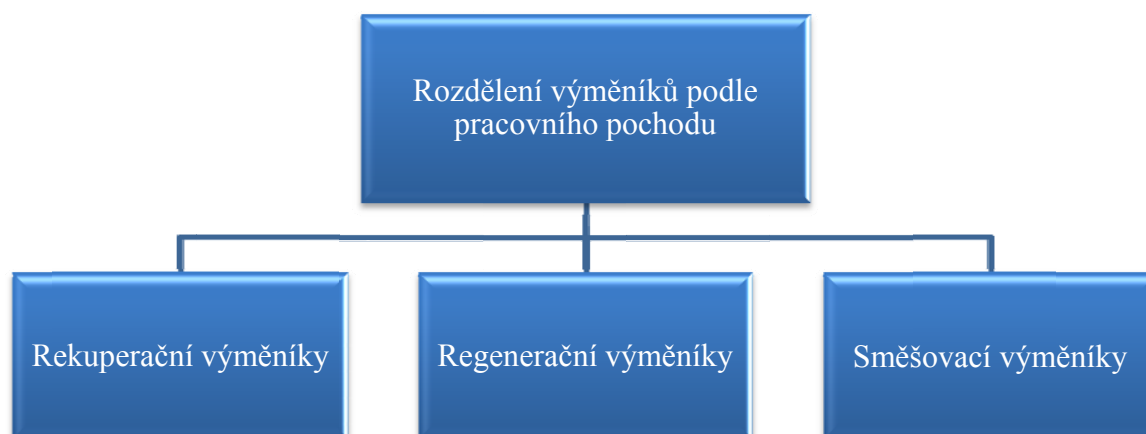 Rozdělení výměníků podle
pracovního pochodu
Rekuperační výměníky
Regenerační výměníky
Směšovací výměníky